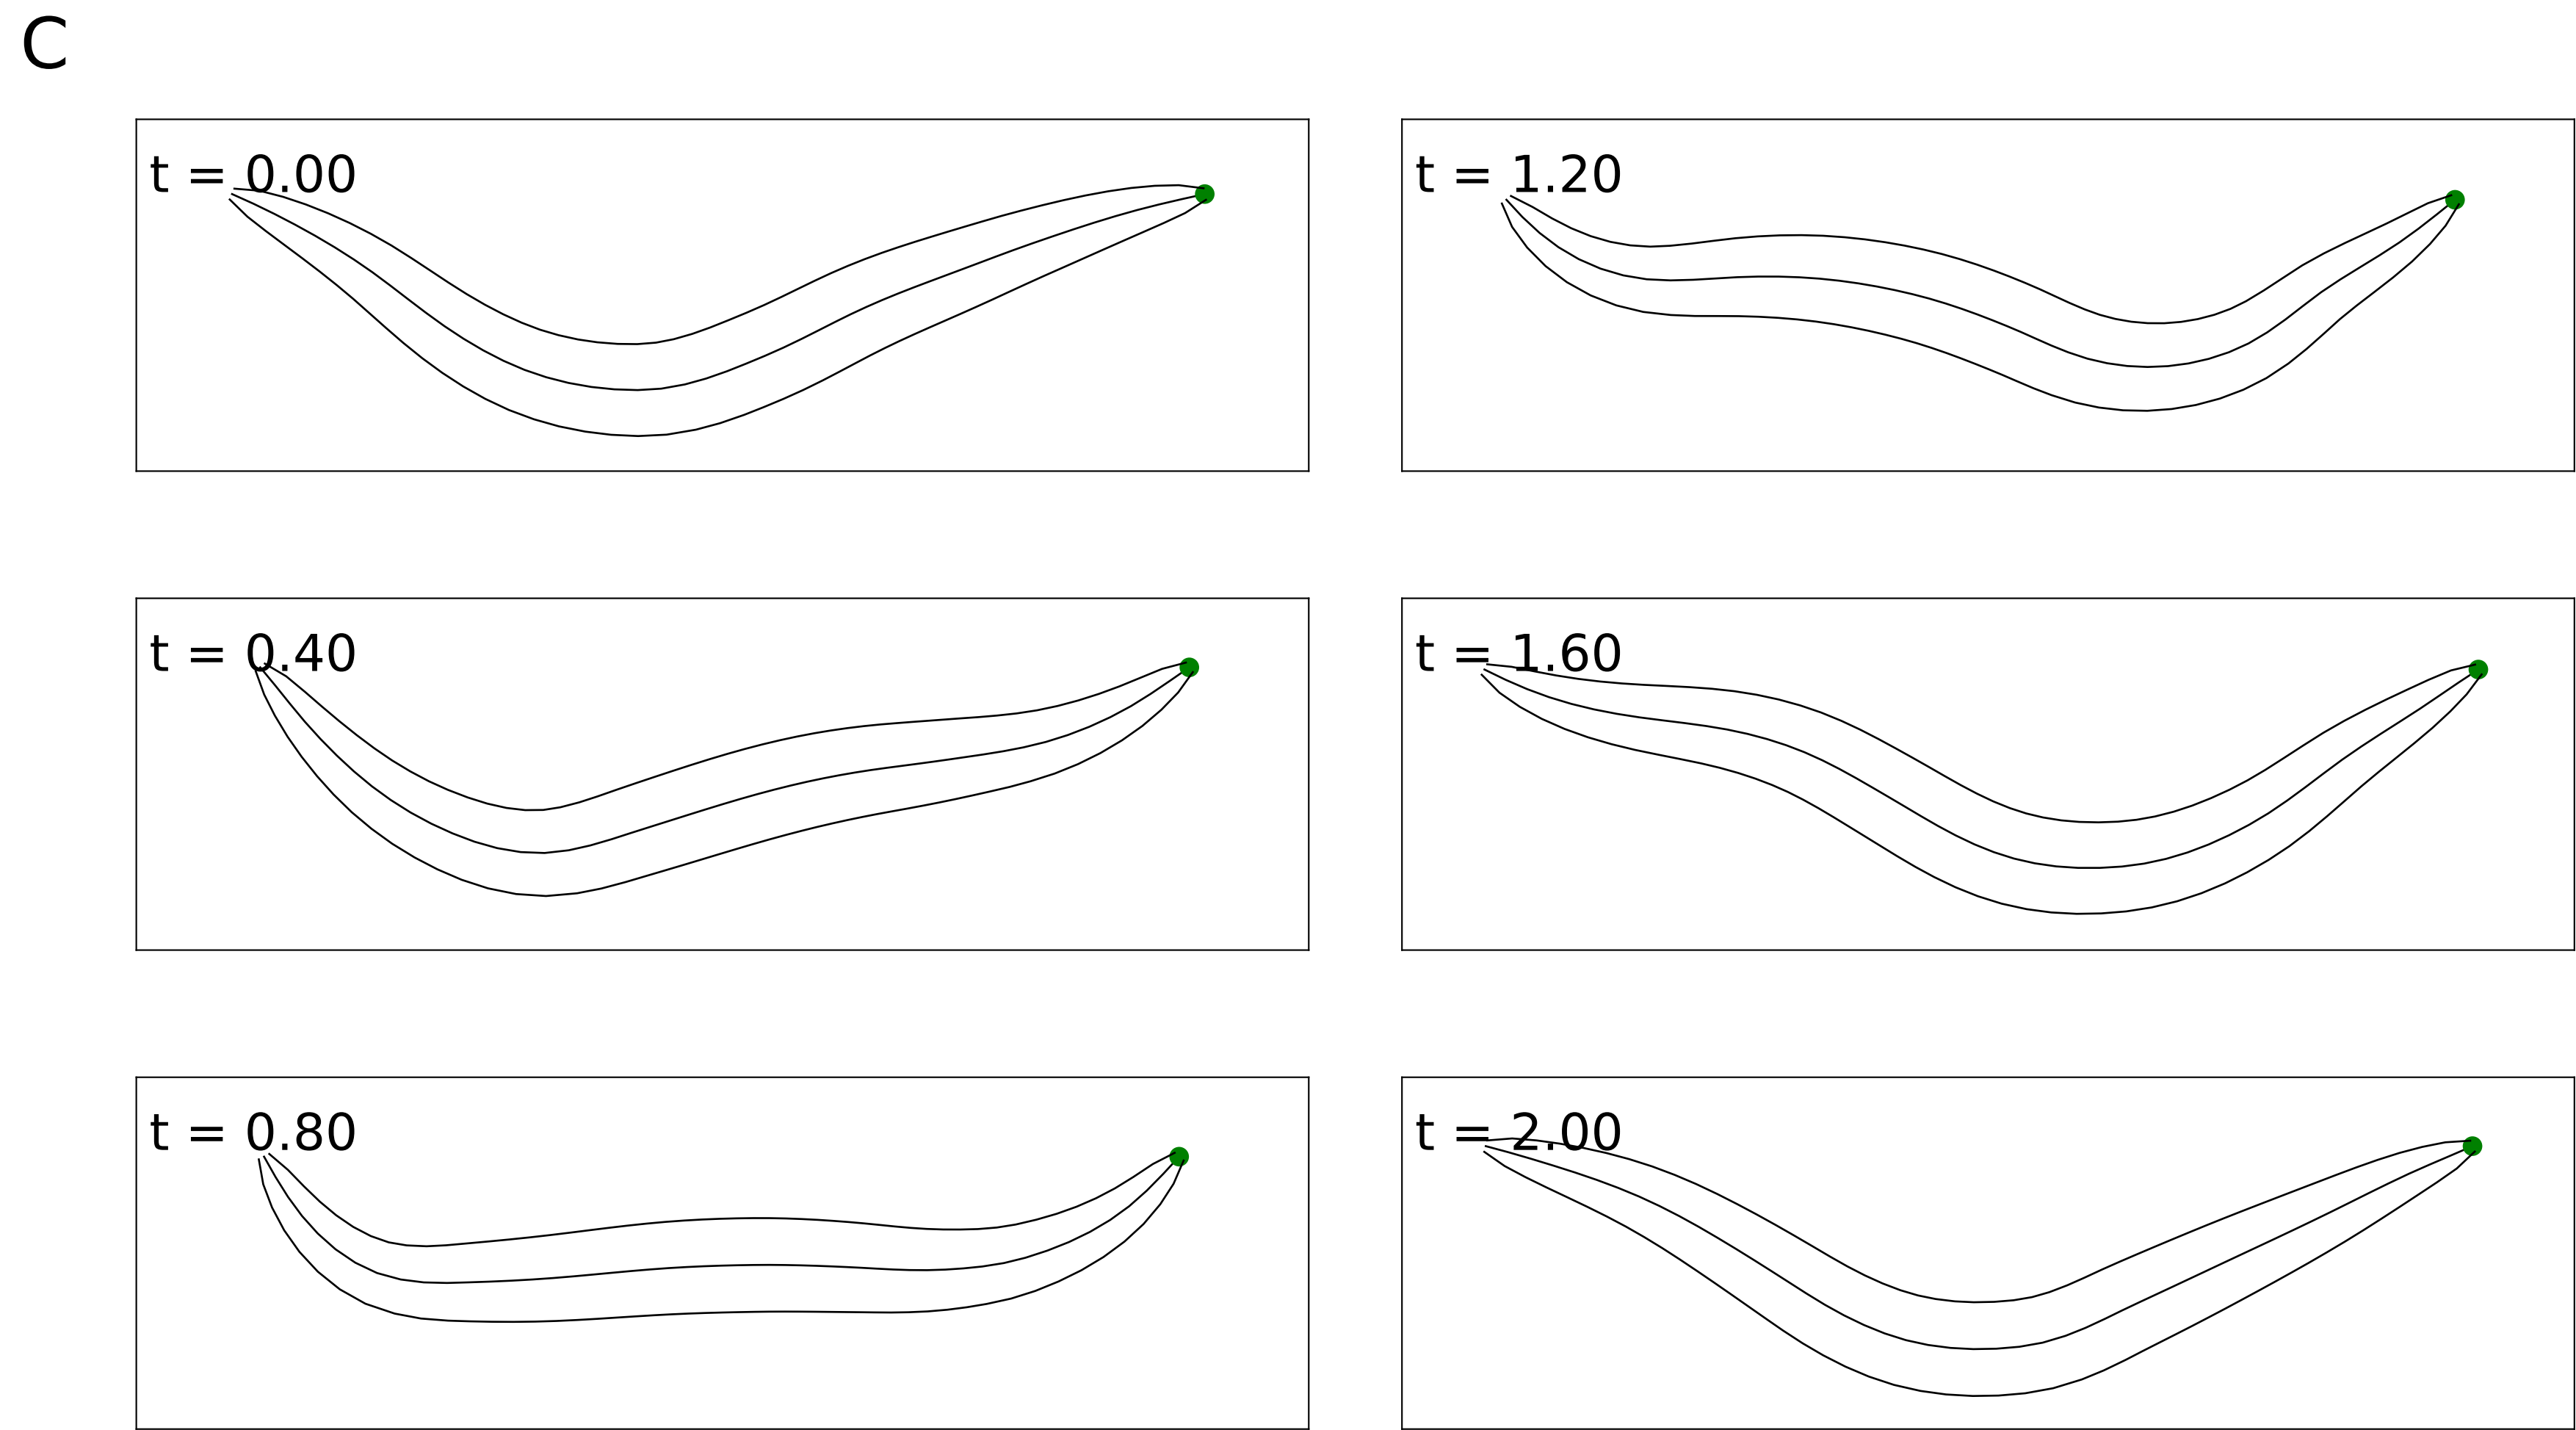 C
t = 0.00
t = 1.20
t = 0.40
t = 1.60
t = 0.80
t = 2.00